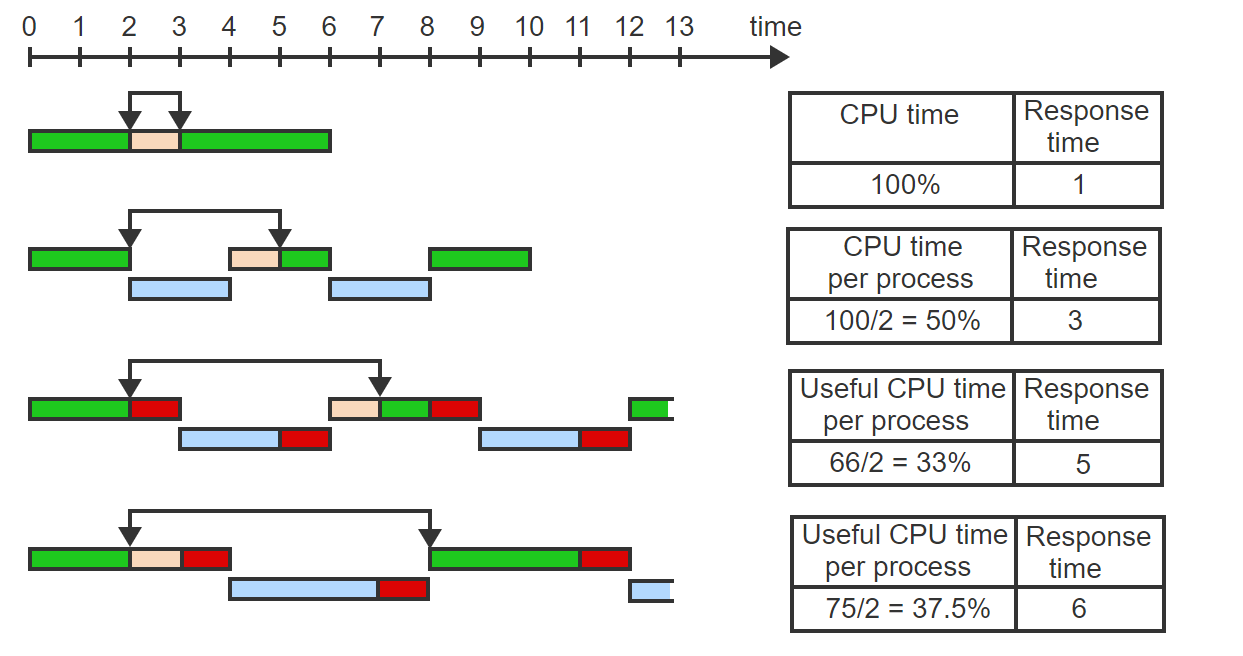 0 1 2 3 4 5 6 7 8 9 10 11 12 13 time
CPU time Response
time
100% 1
CPU time Response
per process time
100/2 = 50% 3
Useful CPU time Response
per process time
66/2 = 33% 5
Useful CPU time Response
per process time
75/2 = 37.5% 6